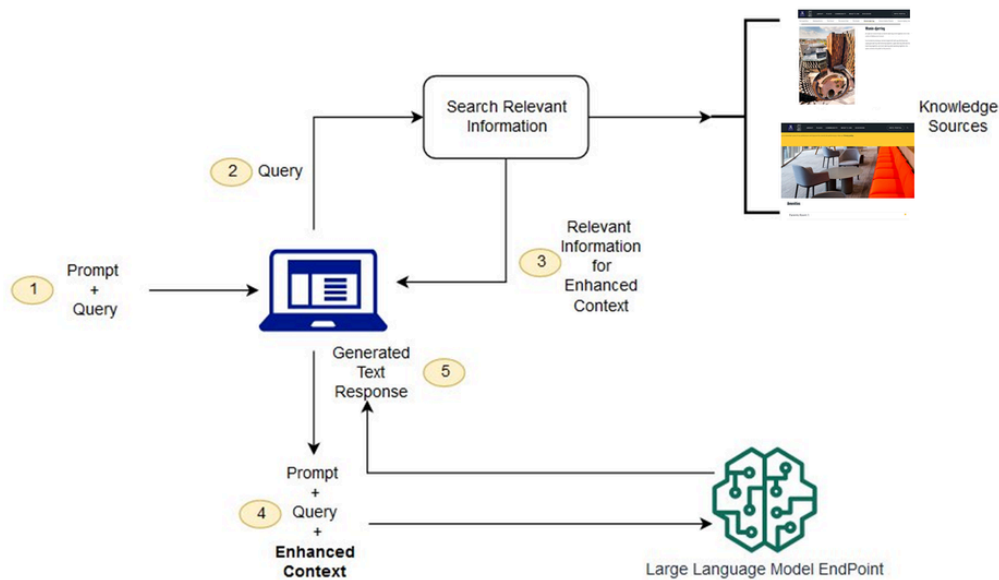 Search Relevant
Information
Knowledge
Sources
2
Query
1
Prompt
+
Query
3
Relevant
Information
for
Enhanced
Context
Generated
Text
Response
5
4
Prompt
+
Query
+
Enhanced
Context
Large Language Model EndPoint